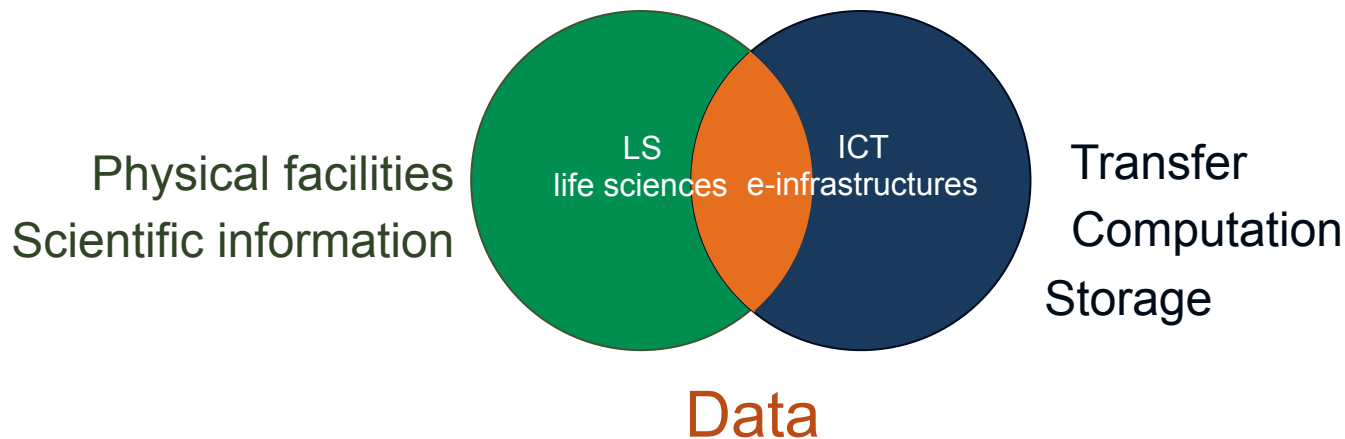 Physical facilities
Scientific information
LS
life sciences
ICT
e-infrastructures
Transfer
Computation
Storage
Data